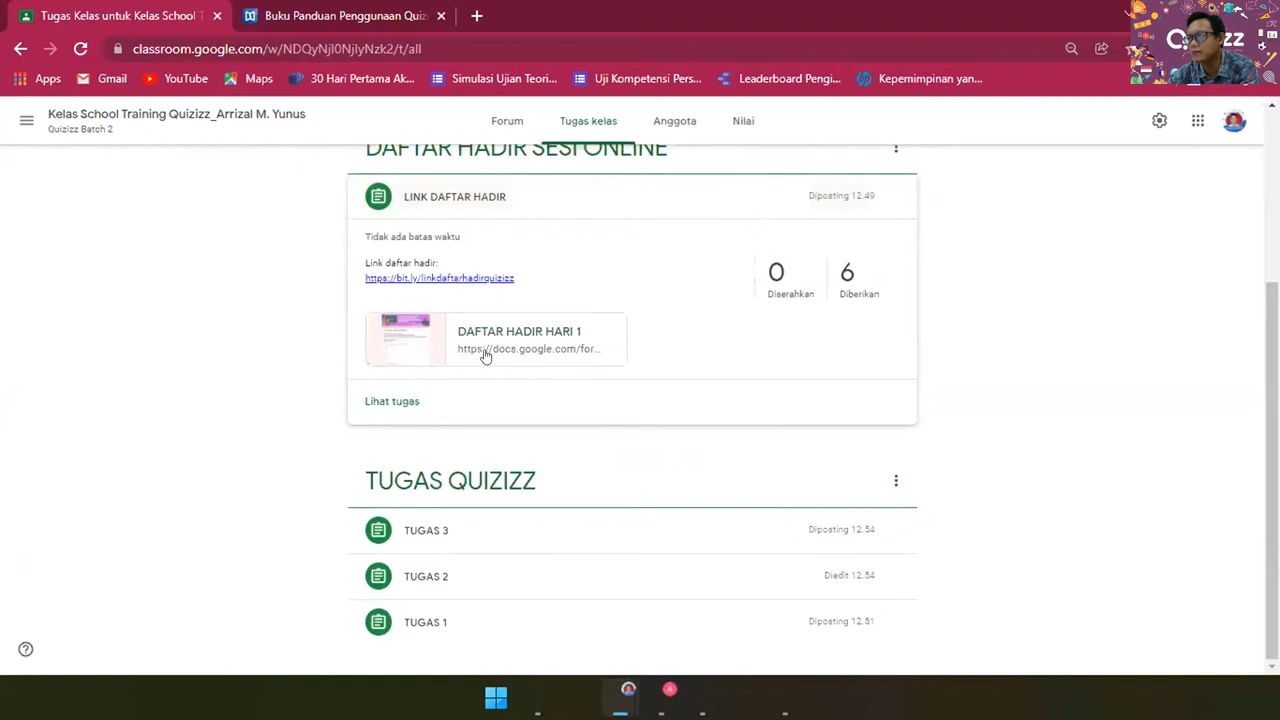 Tugas Kelas untuk Kelas School T
Buku Panduan Penggunaan Quiz
classroom.google.com/w/NDQyNjI0NjIyNzk2/t/all
Apps
Gmail
YouTube
Maps
30 Hari Pertama Ak...
Simulasi Ujian Teori...
Uji Kompetensi Pers...
Leaderboard Pengi...
Kepemimpinan yan...
Kelas School Training Quizizz_Arrizal M. Yunus
Quizizz Batch 2
Forum
Tugas kelas
Anggota
Nilai
DAFTAR HADIR SESI ONLINE
LINK DAFTAR HADIR
Diposting 12.49
Tidak ada batas waktu
Link daftar hadir:
https://bit.ly/linkdaftarhadirquizizz
0
Diserahkan
6
Diberikan
DAFTAR HADIR HARI 1
https://docs.google.com/for...
Lihat tugas
TUGAS QUIZIZZ
TUGAS 3
Diposting 12.54
TUGAS 2
Diedit 12.54
TUGAS 1
Diposting 12.51